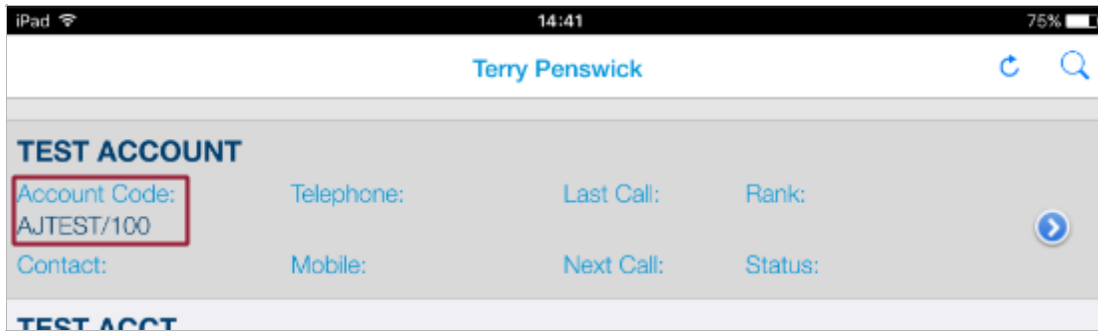 iPad 14:41 75%
Terry Penswick
TEST ACCOUNT
Account Code: Telephone: Last Call: Rank:
AJTEST/100
Contact: Mobile: Next Call: Status:
TEST ACCT